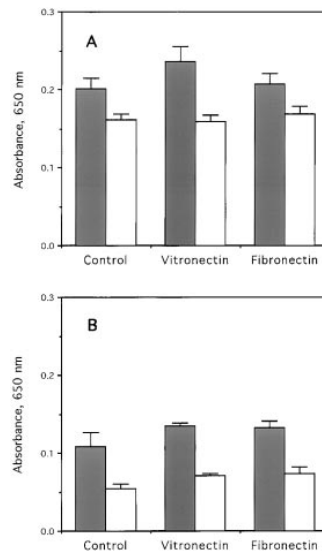 0.3
A
0.2
0.1
0.0
Absorbance, 650 nm
Control Vitronectin Fibronectin
0.3
B
0.2
0.1
0.0
Absorbance, 650 nm
Control Vitronectin Fibronectin